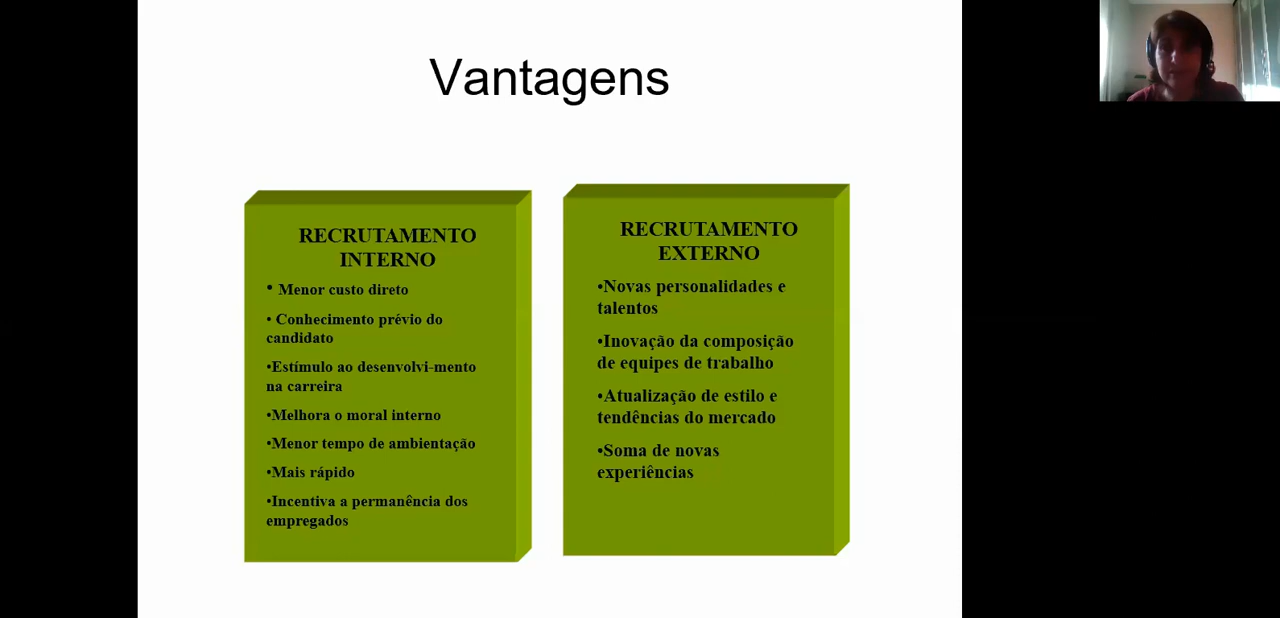 Vantagens
RECRUTAMENTO
INTERNO
• Menor custo direto
• Conhecimento prévio do
candidato
•Estímulo ao desenvolvi-mento
na carreira
•Melhora o moral interno
•Menor tempo de ambientação
•Mais rápido
•Incentiva a permanência dos
empregados
RECRUTAMENTO
EXTERNO
•Novas personalidades e
talentos
•Inovação da composição
de equipes de trabalho
•Atualização de estilo e
tendências do mercado
•Soma de novas
experiências